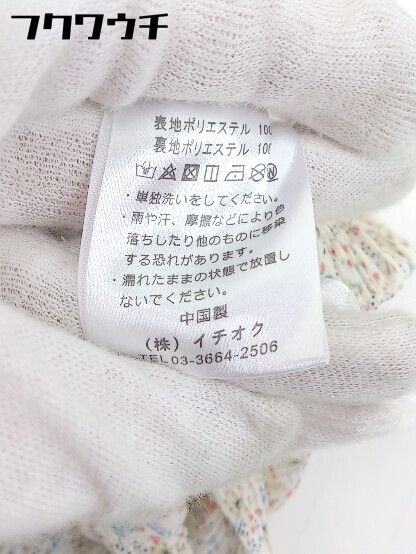 フクワウチ
表地ポリエステル 100
裏地ポリエステル 100
・単独洗いをしてください。
・雨や汗、摩擦などにより色
落ちしたり他のものに移染
する恐れがあります。
・濡れたままの状態で放置し
ないでください。
中国製
(株) イチオク
TEL 03-3664-2506